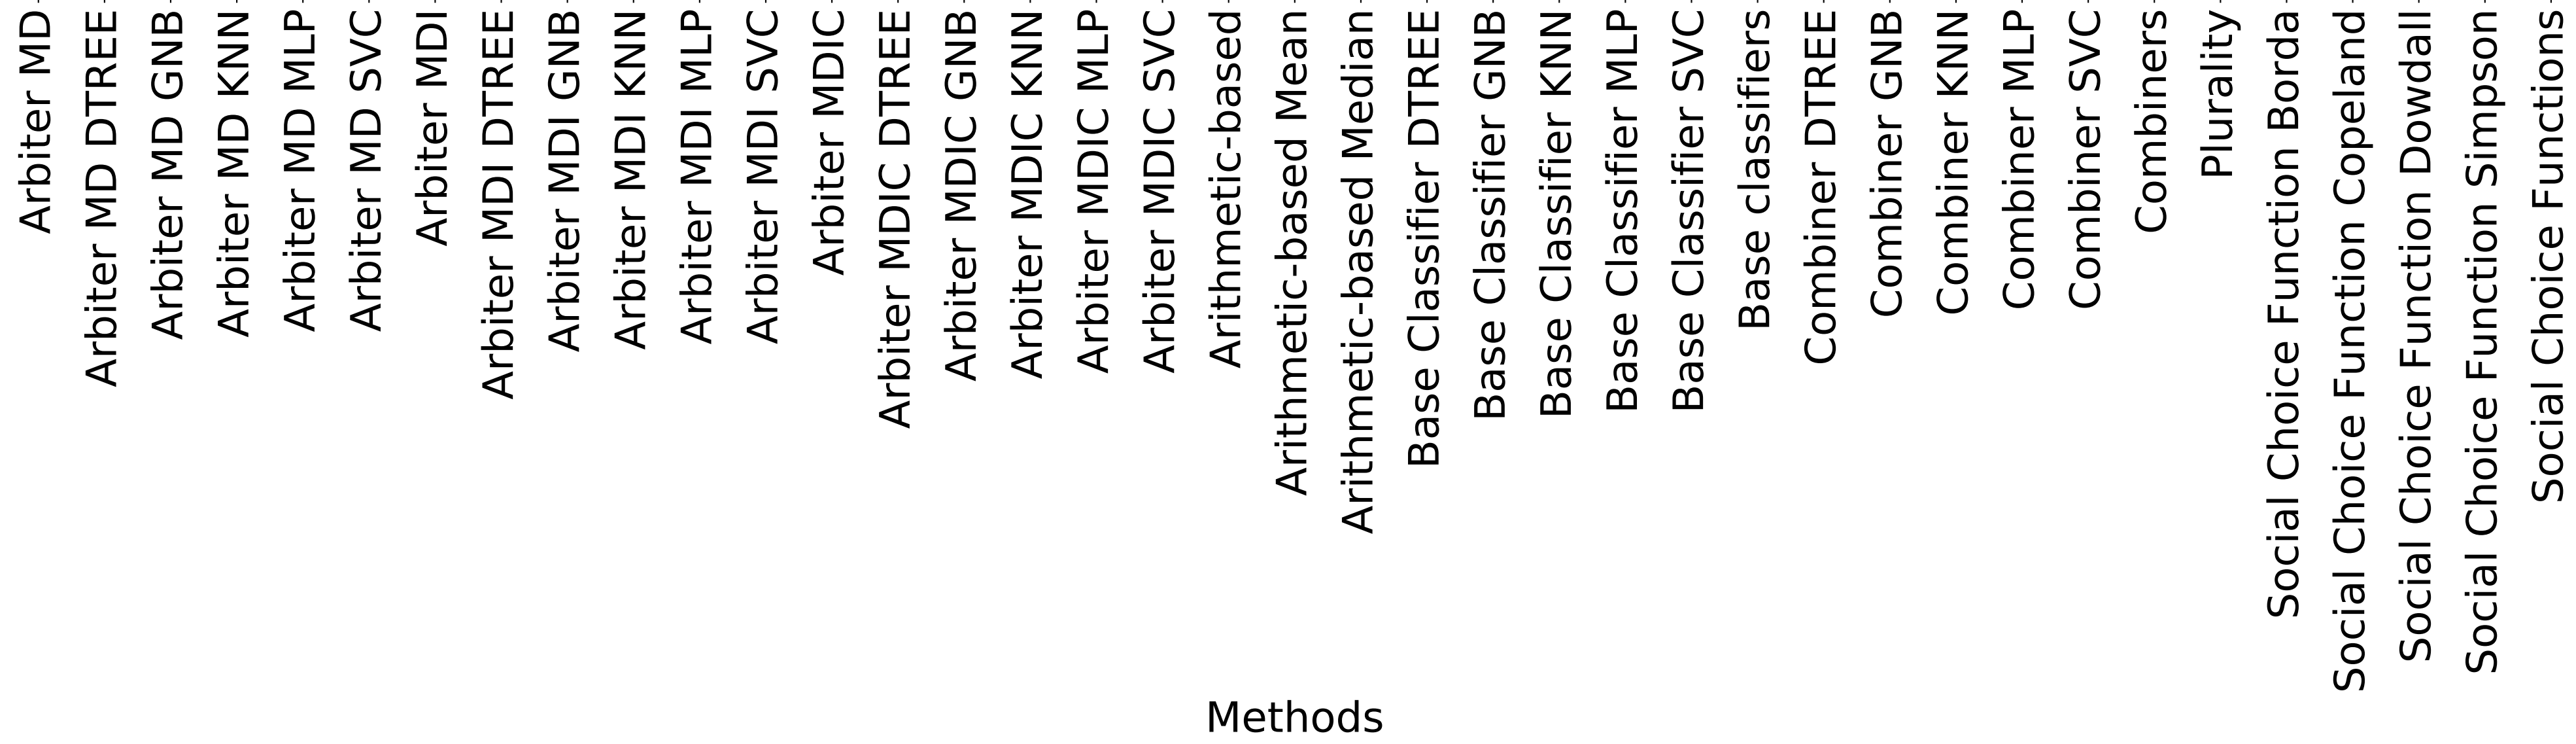 Arbiter MD
Arbiter MD DTREE
Arbiter MD GNB
Arbiter MD KNN
Arbiter MD MLP
Arbiter MD SVC
Arbiter MDI
Arbiter MDI DTREE
Arbiter MDI GNB
Arbiter MDI KNN
Arbiter MDI MLP
Arbiter MDI SVC
Arbiter MDIC
Arbiter MDIC DTREE
Arbiter MDIC GNB
Arbiter MDIC KNN
Arbiter MDIC MLP
Arbiter MDIC SVC
Arithmetic-based
Arithmetic-based Mean
Arithmetic-based Median
Base Classifier DTREE
Base Classifier GNB
Base Classifier KNN
Base Classifier MLP
Base Classifier SVC
Base classifiers
Combiner DTREE
Combiner GNB
Combiner KNN
Combiner MLP
Combiner SVC
Combiners
Plurality
Social Choice Function Borda
Social Choice Function Copeland
Social Choice Function Dowdall
Social Choice Function Simpson
Social Choice Functions
Methods